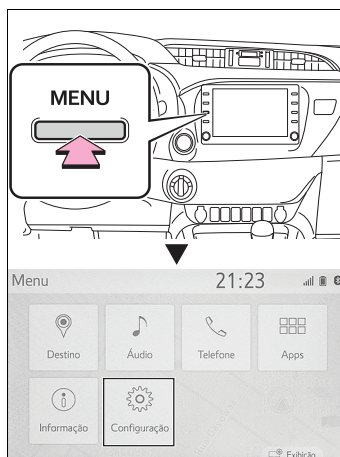 MENU
Menu 21:23
Destino Áudio Telefone Apps
Informação Configuração
Exibição